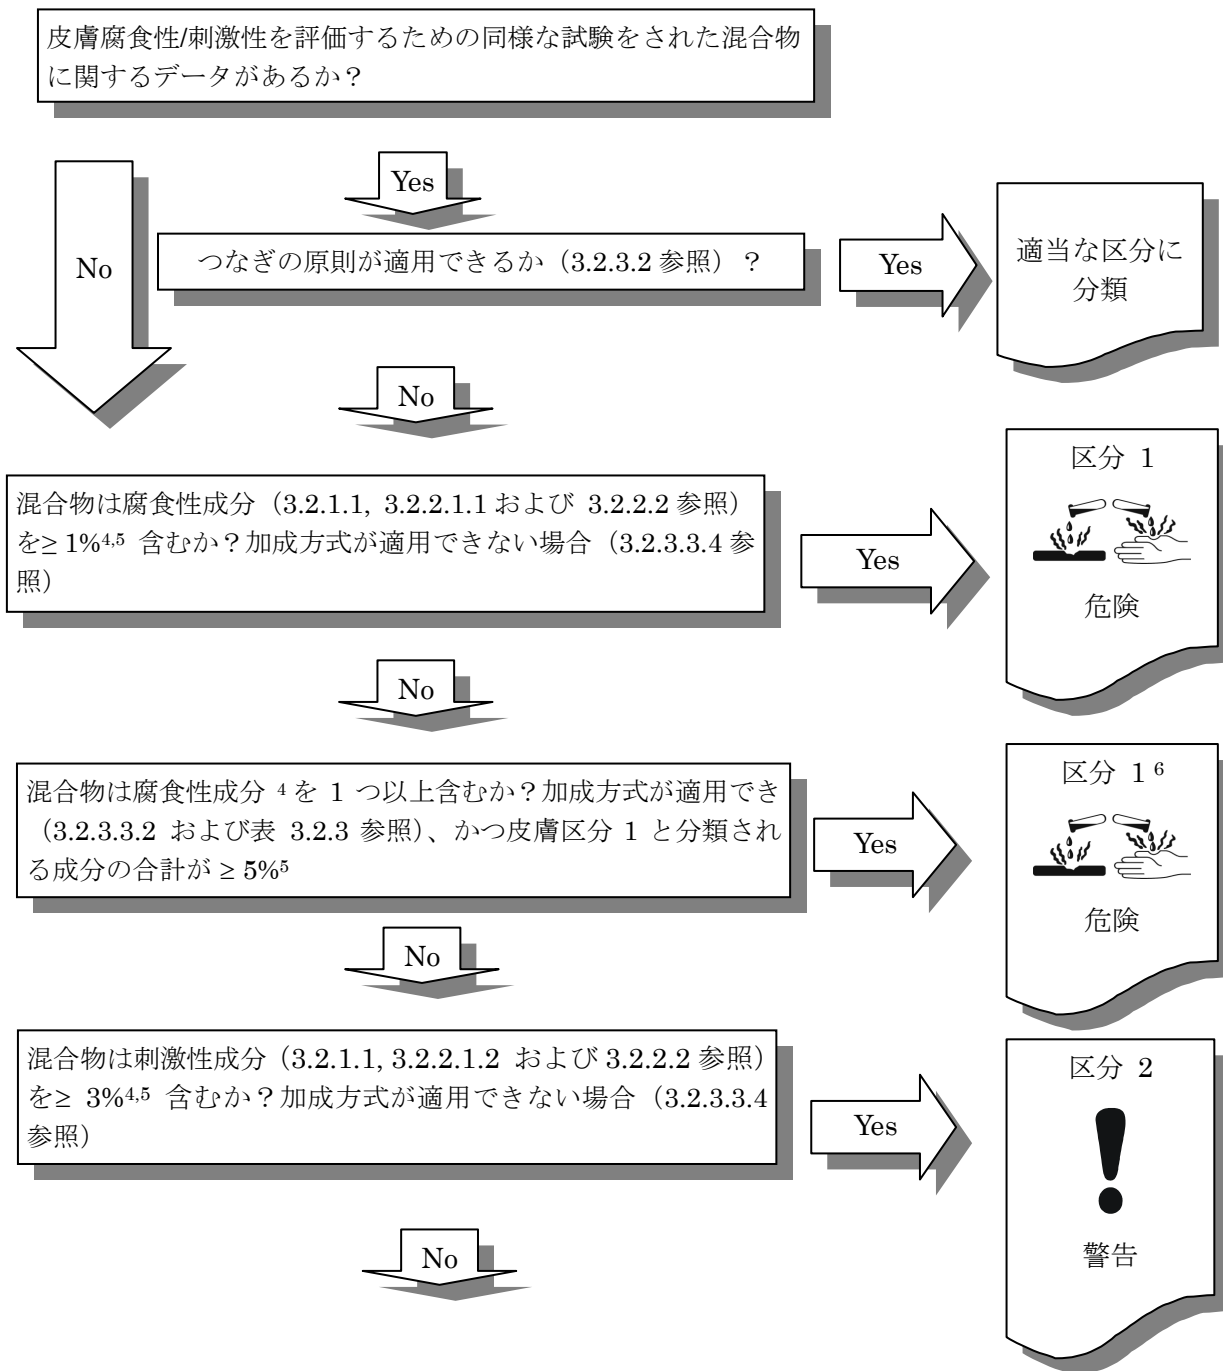 皮膚腐食性/刺激性を評価するための同様な試験をされた混合物
に関するデータがあるか？
Yes
No
つなぎの原則が適用できるか（3.2.3.2 参照）？
Yes
適当な区分に
分類
No
混合物は腐食性成分（3.2.1.1, 3.2.2.1.1 および 3.2.2.2 参照）
を≥ 1%4,5 含むか？加成方式が適用できない場合（3.2.3.3.4 参
照）
Yes
区分 1
危険
No
混合物は腐食性成分 4 を 1 つ以上含むか？加成方式が適用でき
（3.2.3.3.2 および表 3.2.3 参照）、かつ皮膚区分 1 と分類され
る成分の合計が ≥ 5%5
Yes
区分 1 6
危険
No
混合物は刺激性成分（3.2.1.1, 3.2.2.1.2 および 3.2.2.2 参照）
を≥ 3%4,5 含むか？加成方式が適用できない場合（3.2.3.3.4
参照）
Yes
区分 2
警告
No